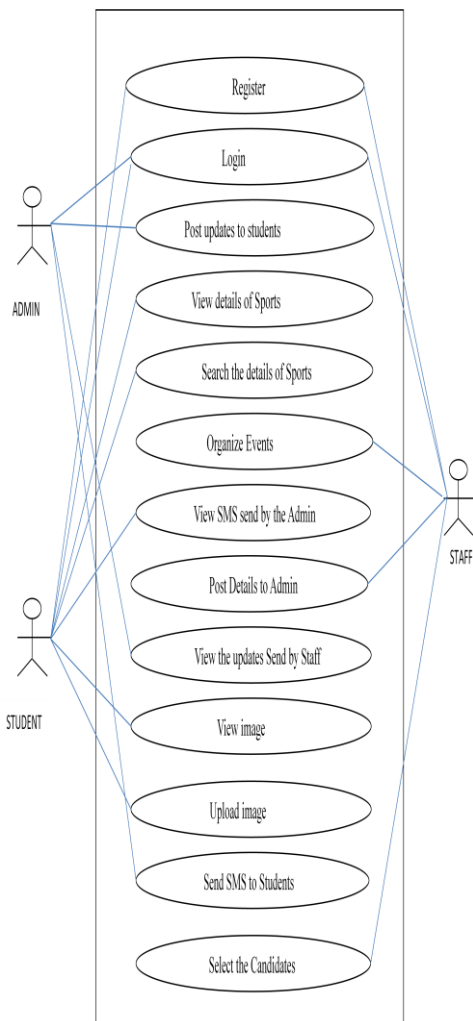 Register
Login
Post updates to students
ADMIN
View details of Sports
Search the details of Sports
Organize Events
View SMS send by the Admin
STAFF
Post Details to Admin
View the updates Send by Staff
STUDENT
View image
Upload image
Send SMS to Students
Select the Candidates